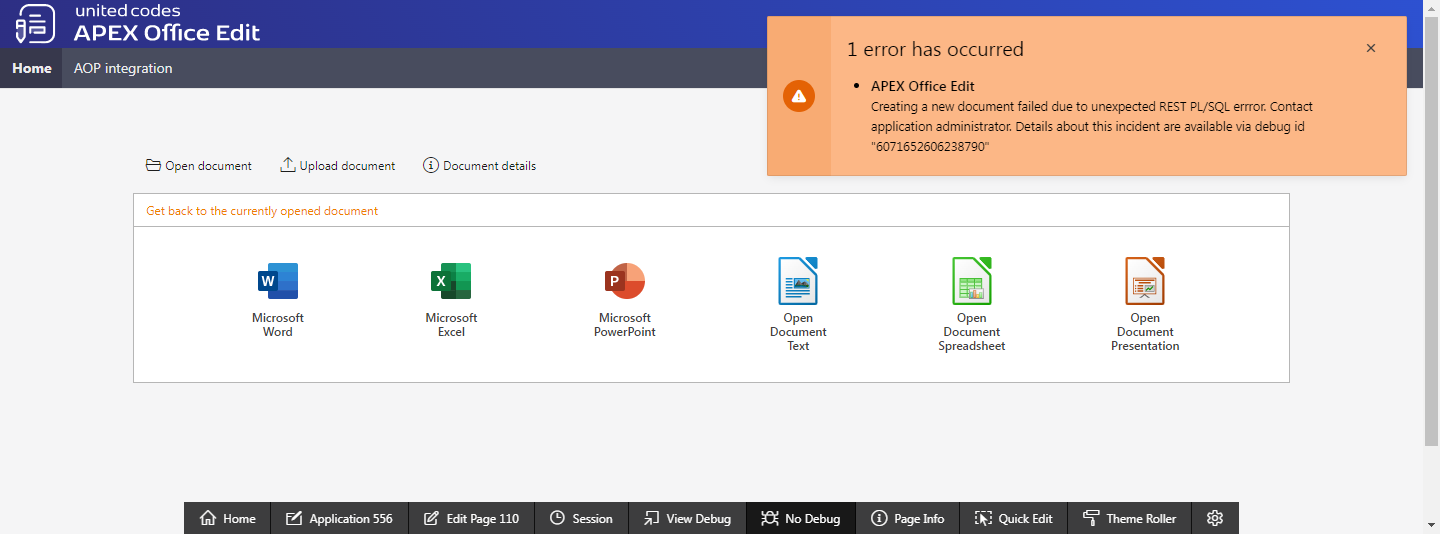 united codes
APEX Office Edit
Home
AOP integration
1 error has occurred
APEX Office Edit
Creating a new document failed due to unexpected REST PL/SQL errror. Contact
application administrator. Details about this incident are available via debug id
"6071652606238790"
Open document
Upload document
Document details
Get back to the currently opened document
W
Microsoft
Word
X
Microsoft
Excel
P
Microsoft
PowerPoint
Open
Document
Text
Open
Document
Spreadsheet
Open
Document
Presentation
Home
Application 556
Edit Page 110
Session
View Debug
No Debug
Page Info
Quick Edit
Theme Roller